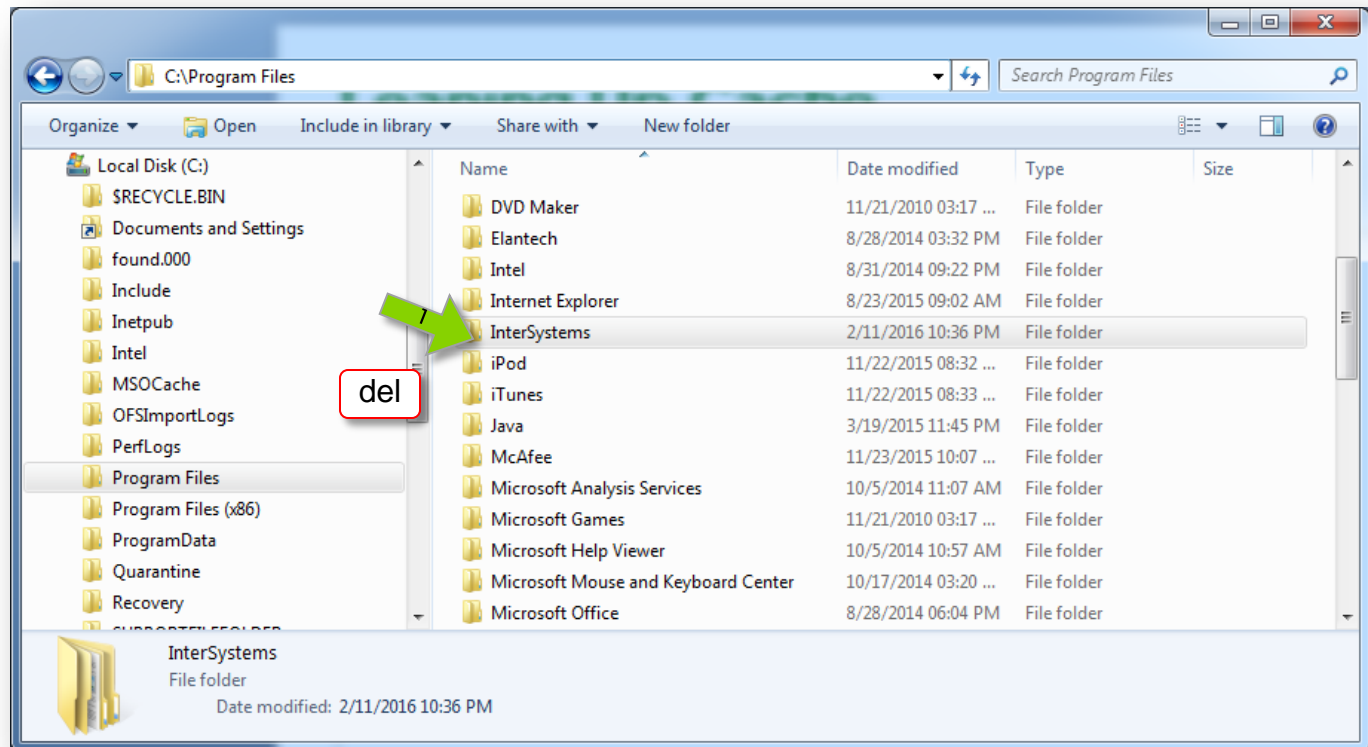 C:\Program Files
Search Program Files
Organize Open Include in library Share with New folder
Local Disk (C:)
$RECYCLE.BIN
Documents and Settings
found.000
Include
Inetpub
Intel
MSOCache
OFSImportLogs
PerfLogs
Program Files
Program Files (x86)
ProgramData
Quarantine
Recovery
1
del
Name Date modified Type Size
DVD Maker 11/21/2010 03:17 ... File folder
Elantech 8/28/2014 03:32 PM File folder
Intel 8/31/2014 09:22 PM File folder
Internet Explorer 8/23/2015 09:02 AM File folder
InterSystems 2/11/2016 10:36 PM File folder
iPod 11/22/2015 08:32 ... File folder
iTunes 11/22/2015 08:33 ... File folder
Java 3/19/2015 11:45 PM File folder
McAfee 11/23/2015 10:07 ... File folder
Microsoft Analysis Services 10/5/2014 11:07 AM File folder
Microsoft Games 11/21/2010 03:17 ... File folder
Microsoft Help Viewer 10/5/2014 10:57 AM File folder
Microsoft Mouse and Keyboard Center 10/17/2014 03:20 ... File folder
Microsoft Office 8/28/2014 06:04 PM File folder
InterSystems
File folder
Date modified: 2/11/2016 10:36 PM